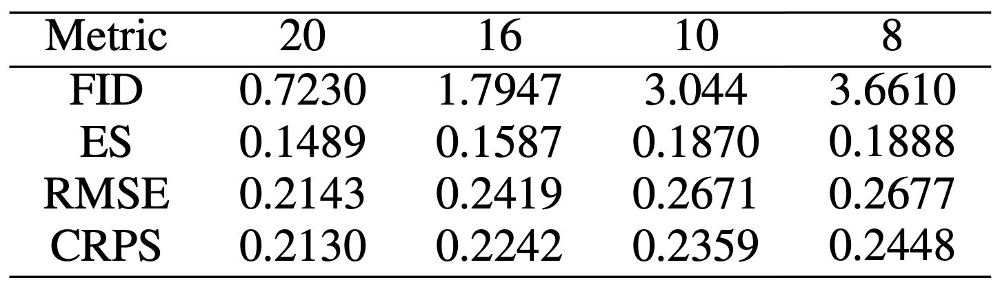 Metric 20 16 10 8
FID 0.7230 1.7947 3.044 3.6610
ES 0.1489 0.1587 0.1870 0.1888
RMSE 0.2143 0.2419 0.2671 0.2677
CRPS 0.2130 0.2242 0.2359 0.2448